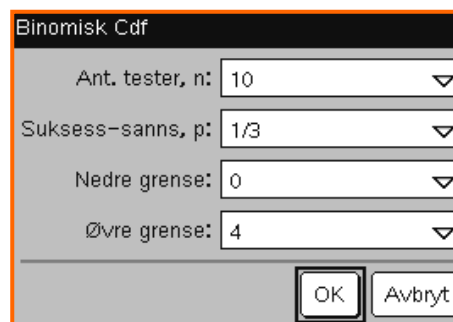 Binomisk Cdf
Ant. tester, n: 10
Suksess-sanns, p: 1/3
Nedre grense: 0
Øvre grense: 4
OK Avbryt